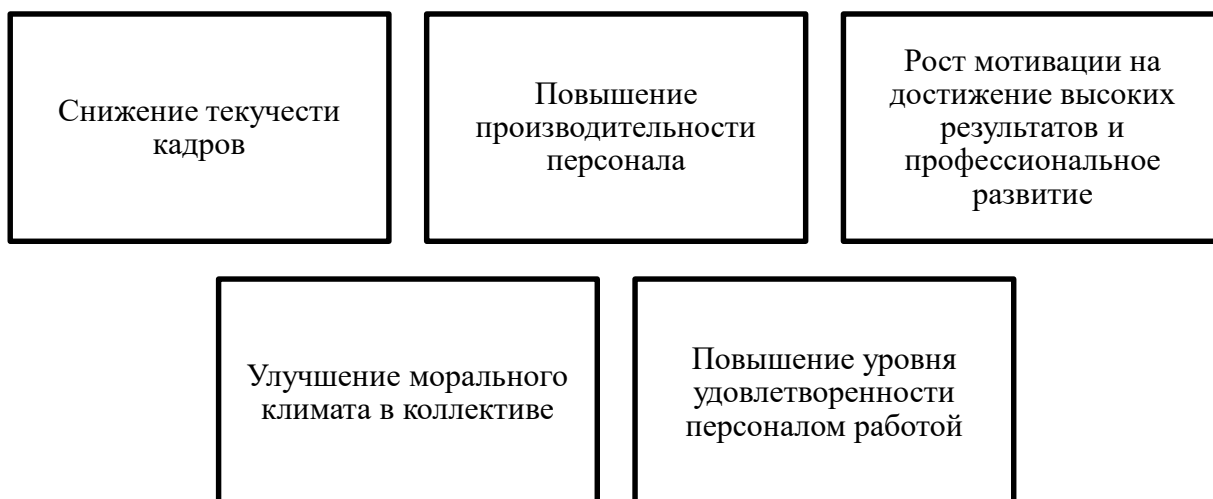 Снижение текучести
кадров
Повышение
производительности
персонала
Рост мотивации на
достижение высоких
результатов и
профессиональное
развитие
Улучшение морального
климата в коллективе
Повышение уровня
удовлетворенности
персоналом работой